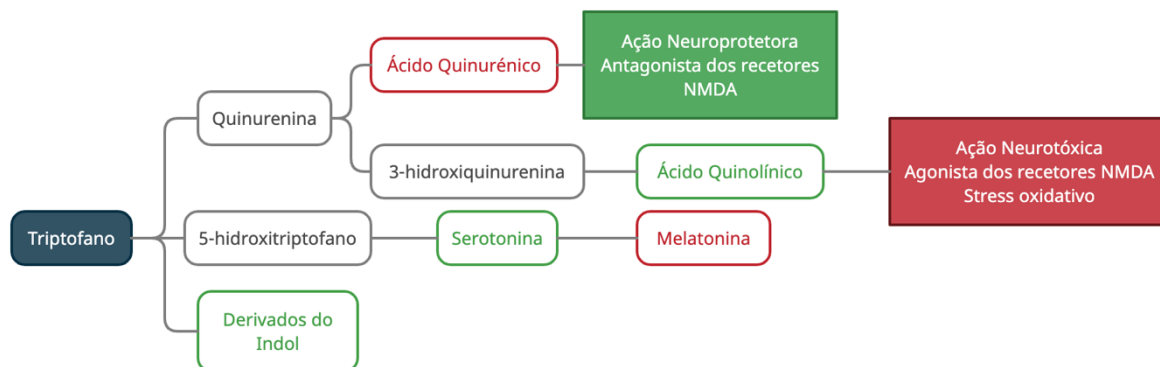 Triptofano
Quinurenina
Ácido Quinurénico
Ação Neuroprotetora
Antagonista dos recetores
NMDA
3-hidroxiquinurenina
Ácido Quinolínico
Ação Neurotóxica
Agonista dos recetores NMDA
Stress oxidativo
5-hidroxitriptofano
Serotonina
Melatonina
Derivados do
Indol